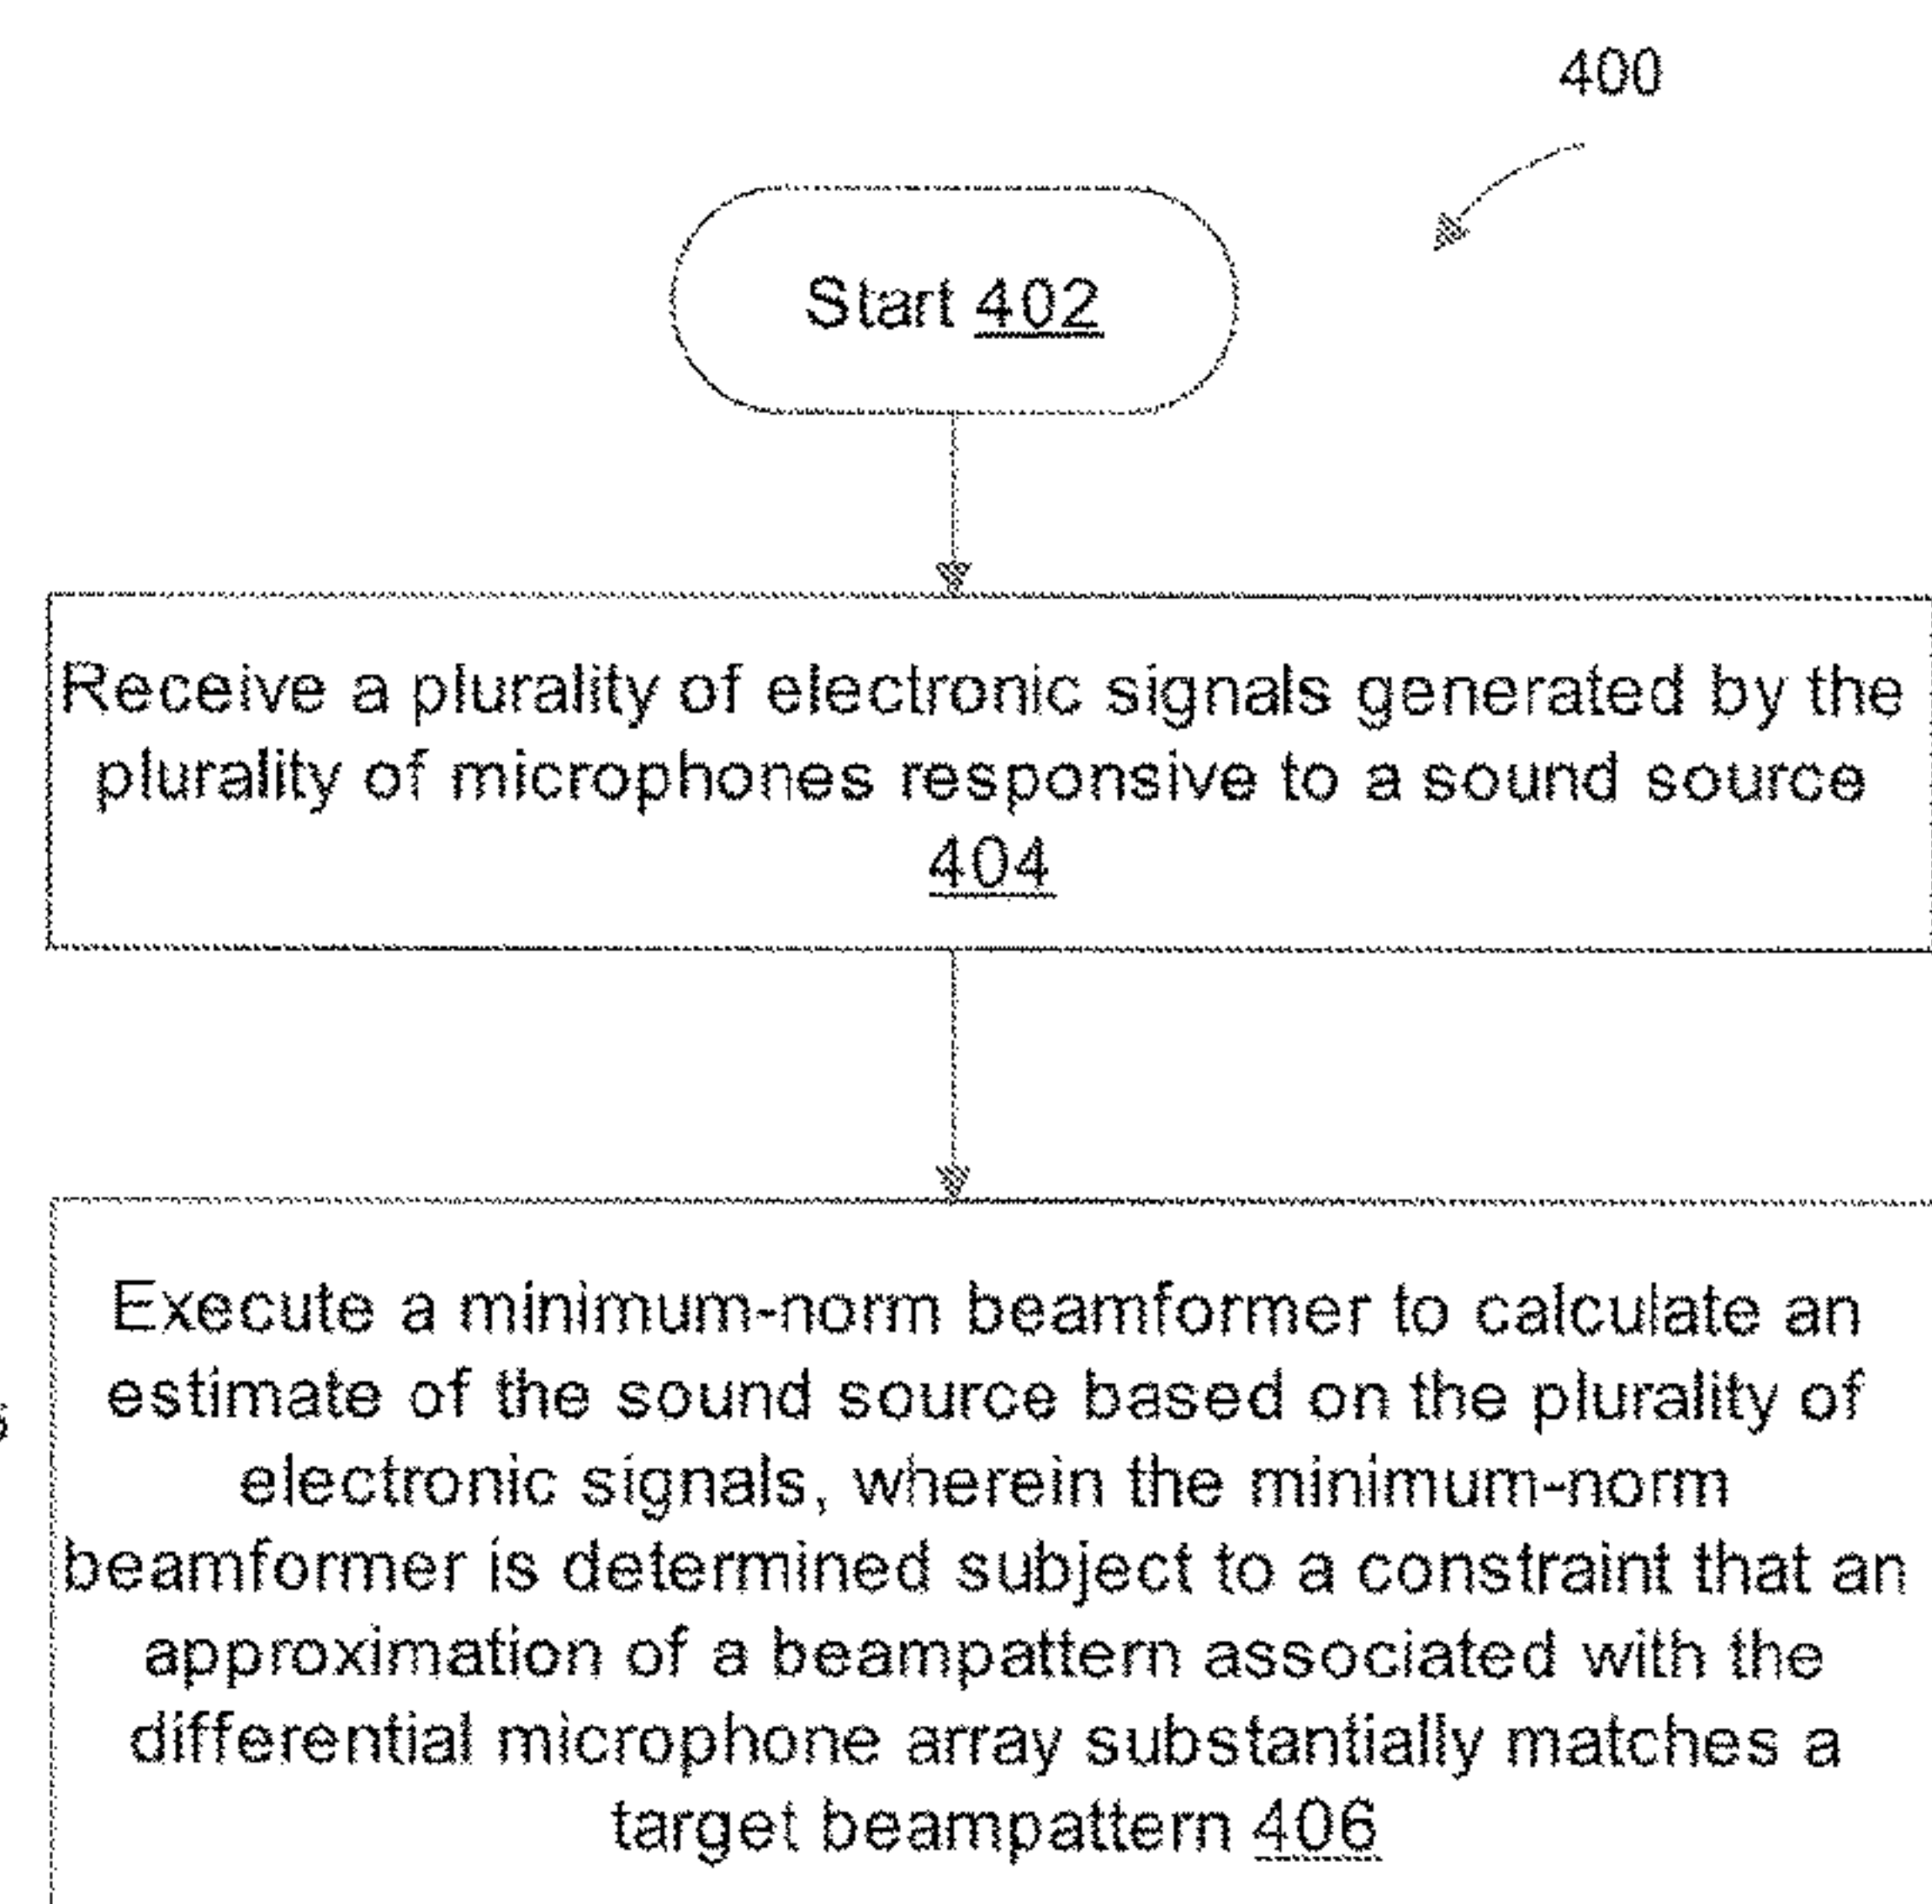 400
Start 402
Receive a plurality of electronic signals generated by the
plurality of microphones responsive to a sound source
404
Execute a minimum-norm beamformer to calculate an
estimate of the sound source based on the plurality of
electronic signals, wherein the minimum-norm
beamformer is determined subject to a constraint that an
approximation of a beampattern associated with the
differential microphone array substantially matches a
target beampattern 406